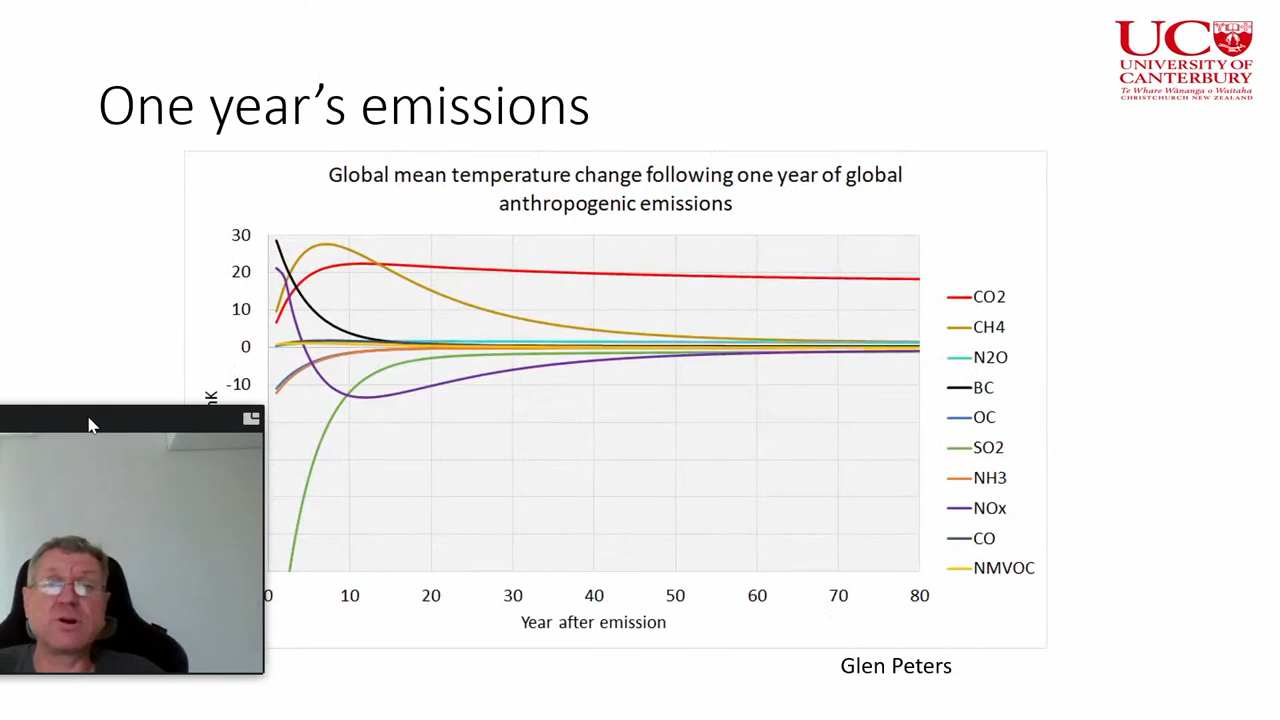 UC
UNIVERSITY OF
CANTERBURY
Te Whare Wānanga o Waitaha
CHRISTCHURCH NEW ZEALAND
One year’s emissions
Global mean temperature change following one year of global
anthropogenic emissions
30
20
10
0
-10
CO2
CH4
N2O
BC
OC
SO2
NH3
NOx
CO
NMVOC
0 10 20 30 40 50 60 70 80
Year after emission
Glen Peters